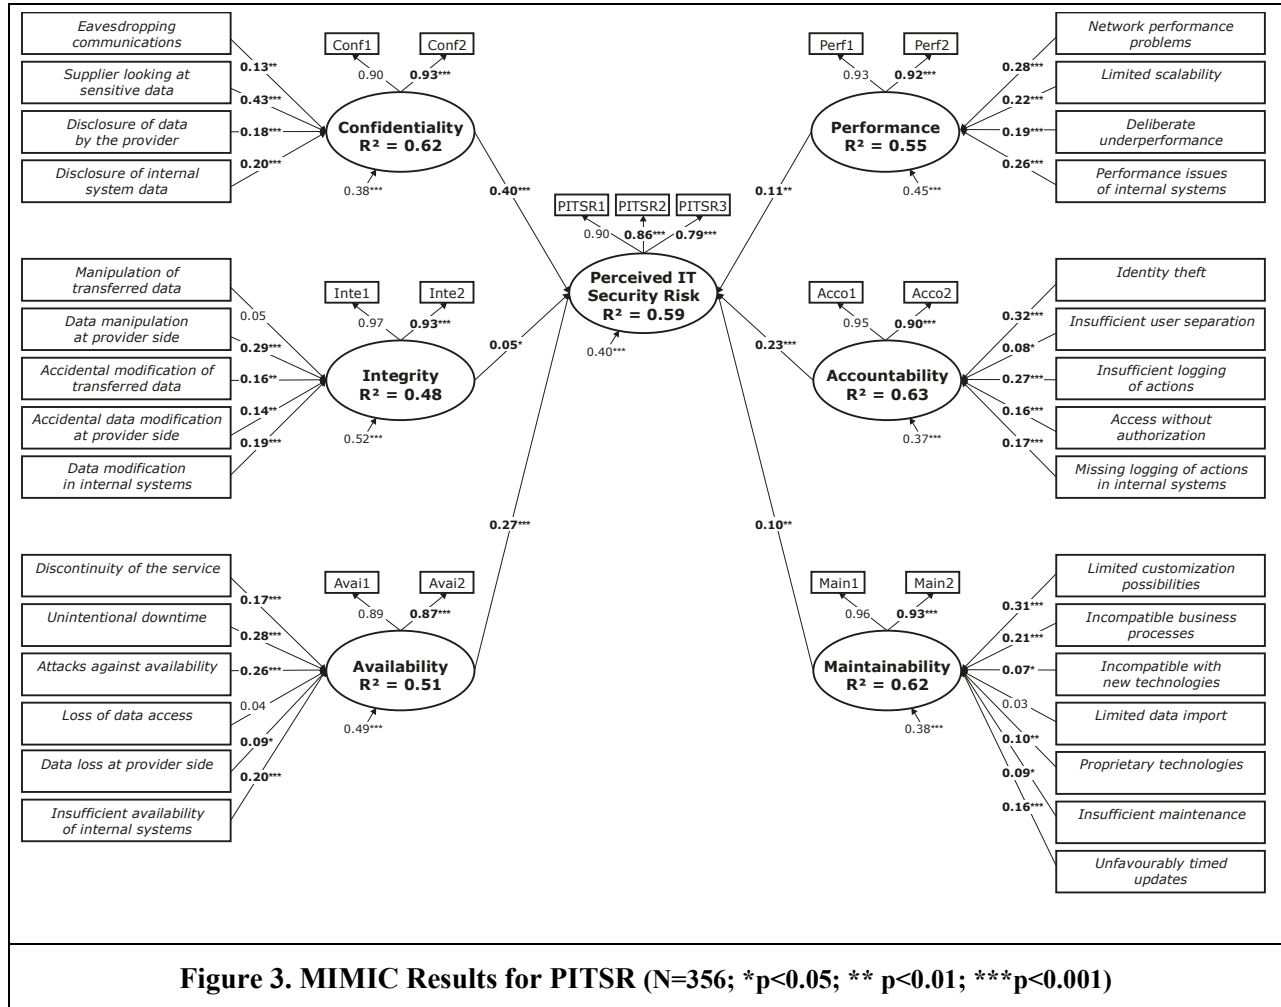 Eavesdropping
communications
Supplier looking at
sensitive data
Disclosure of data
by the provider
Disclosure of internal
system data
0.13**
0.43***
0.18***
0.20***
Conf1
Conf2
0.90
0.93***
Confidentiality
R² = 0.62
0.38***
0.40***
Manipulation of
transferred data
Data manipulation
at provider side
Accidental modification of
transferred data
Accidental data modification
at provider side
Data modification
in internal systems
0.05
0.29***
0.16**
0.14**
0.19***
Inte1
Inte2
0.97
0.93***
Integrity
R² = 0.48
0.52***
0.05*
Discontinuity of the service
Unintentional downtime
Attacks against availability
Loss of data access
Data loss at provider side
Insufficient availability
of internal systems
0.17***
0.28***
0.26***
0.04
0.09*
0.20***
Avai1
Avai2
0.89
0.87***
Availability
R² = 0.51
0.49***
0.27***
PITSR1
PITSR2
PITSR3
0.90
0.86***
0.79***
Perceived IT
Security Risk
R² = 0.59
0.40***
Perf1
Perf2
0.93
0.92***
Performance
R² = 0.55
0.45***
0.11**
0.28***
0.22***
0.19***
0.26***
Network performance
problems
Limited scalability
Deliberate
underperformance
Performance issues
of internal systems
Acco1
Acco2
0.95
0.90***
Accountability
R² = 0.63
0.37***
0.23***
0.32***
0.08*
0.27***
0.16***
0.17***
Identity theft
Insufficient user separation
Insufficient logging
of actions
Access without
authorization
Missing logging of actions
in internal systems
Main1
Main2
0.96
0.93***
Maintainability
R² = 0.62
0.38***
0.10**
0.31***
0.21***
0.07*
0.03
0.10**
0.09*
0.16***
Limited customization
possibilities
Incompatible business
processes
Incompatible with
new technologies
Limited data import
Proprietary technologies
Insufficient maintenance
Unfavourably timed
updates
Figure 3. MIMIC Results for PITSR (N=356; *p<0.05; ** p<0.01; ***p<0.001)